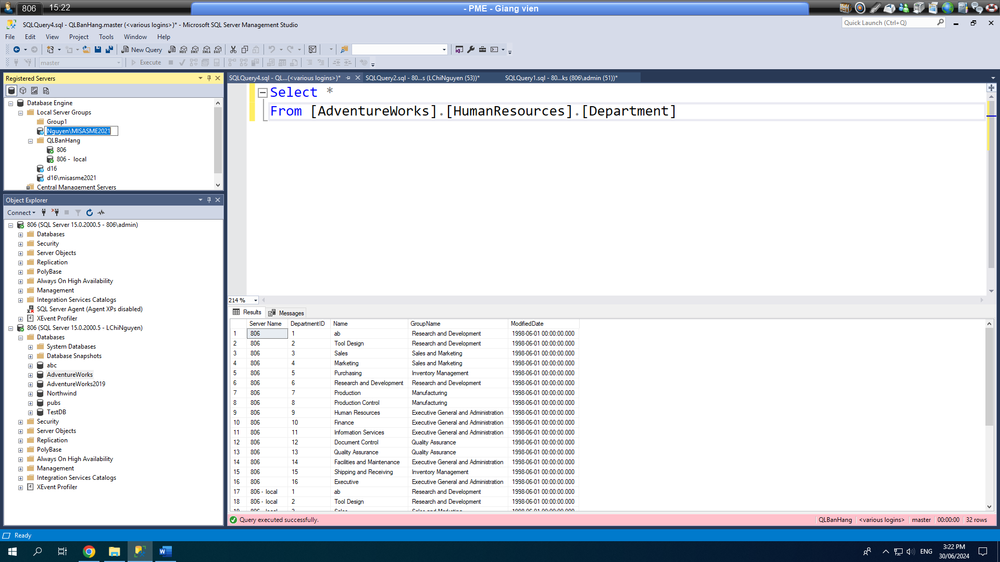 806
15:22
- PME - Giang vien
SQLQuery4.sql - QLBanHang.master (<various logins>)* - Microsoft SQL Server Management Studio
Quick Launch (Ctrl+Q)
File Edit View Project Tools Window Help
New Query
MDX DMX XMLA DAX
master
Execute
Registered Servers
Database Engine
Local Server Groups
Group1
Nguyen\MISASME2021
QLBanHang
806
806 - local
d16
d16\misasme2021
Central Management Servers
Object Explorer
Connect
806 (SQL Server 15.0.2000.5 - 806\admin)
Databases
Security
Server Objects
Replication
PolyBase
Always On High Availability
Management
Integration Services Catalogs
SQL Server Agent (Agent XPs disabled)
XEvent Profiler
806 (SQL Server 15.0.2000.5 - LChiNguyen)
Databases
System Databases
Database Snapshots
abc
AdventureWorks
AdventureWorks2019
Northwind
pubs
TestDB
Security
Server Objects
Replication
PolyBase
Always On High Availability
Management
Integration Services Catalogs
XEvent Profiler
SQLQuery4.sql - QL...(<various logins>)* SQLQuery2.sql - 80...s (LChiNguyen (53))* SQLQuery1.sql - 80...ks (806\admin (51))*
Select *
From [AdventureWorks].[HumanResources].[Department]
214 %
Results Messages
Server Name DepartmentID Name GroupName ModifiedDate
1 806 1 ab Research and Development 1998-06-01 00:00:00.000
2 806 2 Tool Design Research and Development 1998-06-01 00:00:00.000
3 806 3 Sales Sales and Marketing 1998-06-01 00:00:00.000
4 806 4 Marketing Sales and Marketing 1998-06-01 00:00:00.000
5 806 5 Purchasing Inventory Management 1998-06-01 00:00:00.000
6 806 6 Research and Development Research and Development 1998-06-01 00:00:00.000
7 806 7 Production Manufacturing 1998-06-01 00:00:00.000
8 806 8 Production Control Manufacturing 1998-06-01 00:00:00.000
9 806 9 Human Resources Executive General and Administration 1998-06-01 00:00:00.000
10 806 10 Finance Executive General and Administration 1998-06-01 00:00:00.000
11 806 11 Information Services Executive General and Administration 1998-06-01 00:00:00.000
12 806 12 Document Control Quality Assurance 1998-06-01 00:00:00.000
13 806 13 Quality Assurance Quality Assurance 1998-06-01 00:00:00.000
14 806 14 Facilities and Maintenance Executive General and Administration 1998-06-01 00:00:00.000
15 806 15 Shipping and Receiving Inventory Management 1998-06-01 00:00:00.000
16 806 16 Executive Executive General and Administration 1998-06-01 00:00:00.000
17 806 - local 1 ab Research and Development 1998-06-01 00:00:00.000
18 806 - local 2 Tool Design Research and Development 1998-06-01 00:00:00.000
Query executed successfully.
QLBanHang <various logins> master 00:00:00 32 rows
Ready
ENG
3:22 PM
30/06/2024